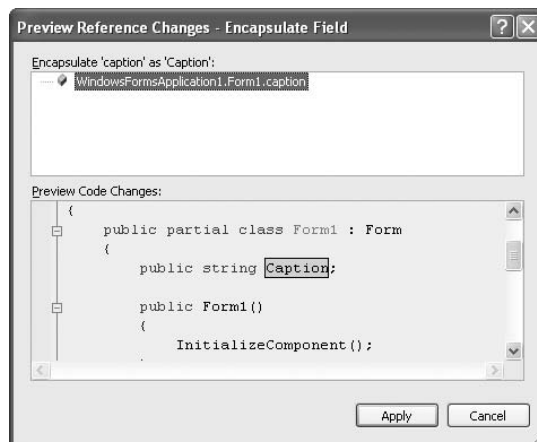 Preview Reference Changes - Encapsulate Field
Encapsulate 'caption' as 'Caption':
WindowsFormsApplication1.Form1.caption
Preview Code Changes:
{
public partial class Form1 : Form
{
public string Caption;
public Form1()
{
InitializeComponent();
Apply Cancel